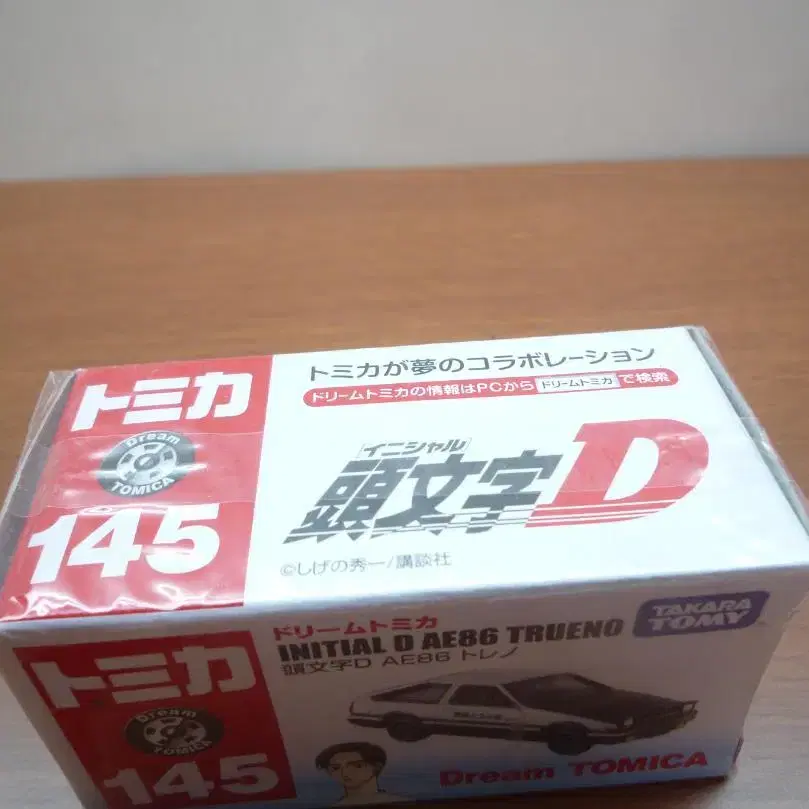 トミカ
Dream
TOMICA
145
トミカが夢のコラボレーション
ドリームトミカの情報はPCから ドリームトミカ で検索
イニシャル
頭文字D
©しげの秀一/講談社
トミカ
Dream
TOMICA
145
ドリームトミカ
INITIAL D AE86 TRUENO
頭文字D AE86 トレノ
TAKARA
TOMY
Dream TOMICA